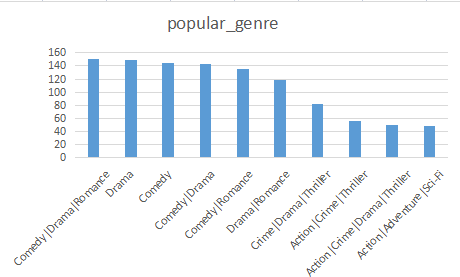 popular_genre
160
140
120
100
80
60
40
20
0
Comedy|Drama|Romance
Drama
Comedy
Comedy|Drama
Comedy|Romance
Drama|Romance
Crime|Drama|Thriller
Action|Crime|Thriller
Action|Crime|Drama|Thriller
Action|Adventure|Sci-Fi